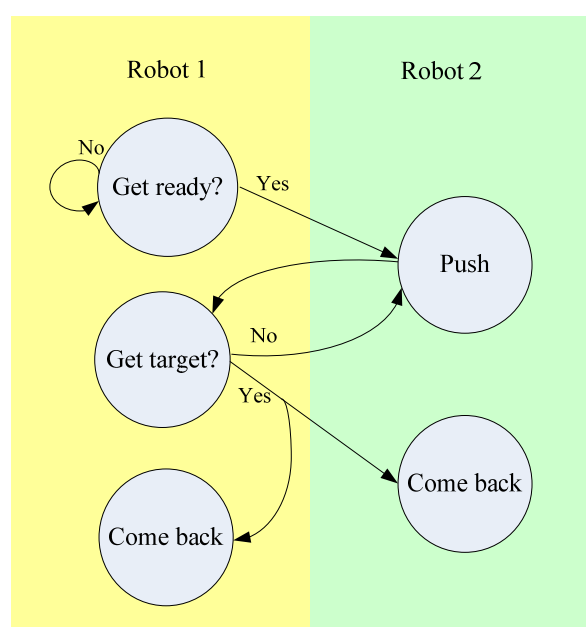 Robot 1
Robot 2
No
Get ready?
Yes
Push
Get target?
No
Yes
Come back
Come back